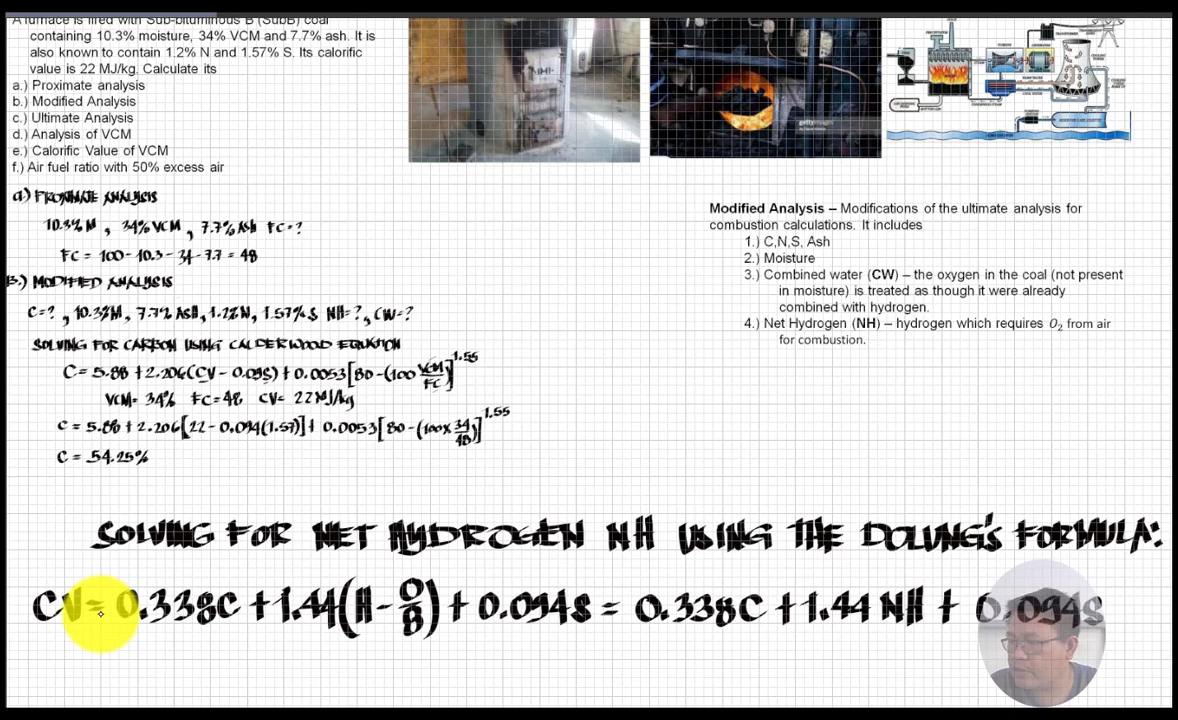 A furnace is fired with Sub-bituminous B (SubB) coal
containing 10.3% moisture, 34% VCM and 7.7% ash. It is
also known to contain 1.2% N and 1.57% S. Its calorific
value is 22 MJ/kg. Calculate its
a.) Proximate analysis
b.) Modified Analysis
c.) Ultimate Analysis
d.) Analysis of VCM
e.) Calorific Value of VCM
f.) Air fuel ratio with 50% excess air
a.) PROXIMATE ANALYSIS
10.3% M, 34% VCM, 7.7% ASH FC=?
FC = 100-10.3-34-7.7 = 48
B.) MODIFIED ANALYSIS
C=?, 10.3% M, 7.7% ASH, 1.2% N, 1.57% S NH=?, CW=?
SOLVING FOR CARBON USING CALDERWOOD EQUATION
C= 5.88 + 2.206(CV - 0.09S) + 0.0053[80-(100 VCM/FC)]^1.55
VCM= 34% FC=48, CV= 22MJ/kg
C = 5.88 + 2.206[22 - 0.094(1.57)] + 0.0053[80-(100x 34/48)]^1.55
C = 54.25%
Modified Analysis – Modifications of the ultimate analysis for
combustion calculations. It includes
1.) C,N,S, Ash
2.) Moisture
3.) Combined water (CW) – the oxygen in the coal (not present
in moisture) is treated as though it were already
combined with hydrogen.
4.) Net Hydrogen (NH) – hydrogen which requires O₂ from air
for combustion.
SOLVING FOR NET HYDROGEN NH USING THE DOLUNG'S FORMULA:
CV= 0.338C + 1.44(H - O/8) + 0.094S = 0.338C + 1.44 NH + 0.094S